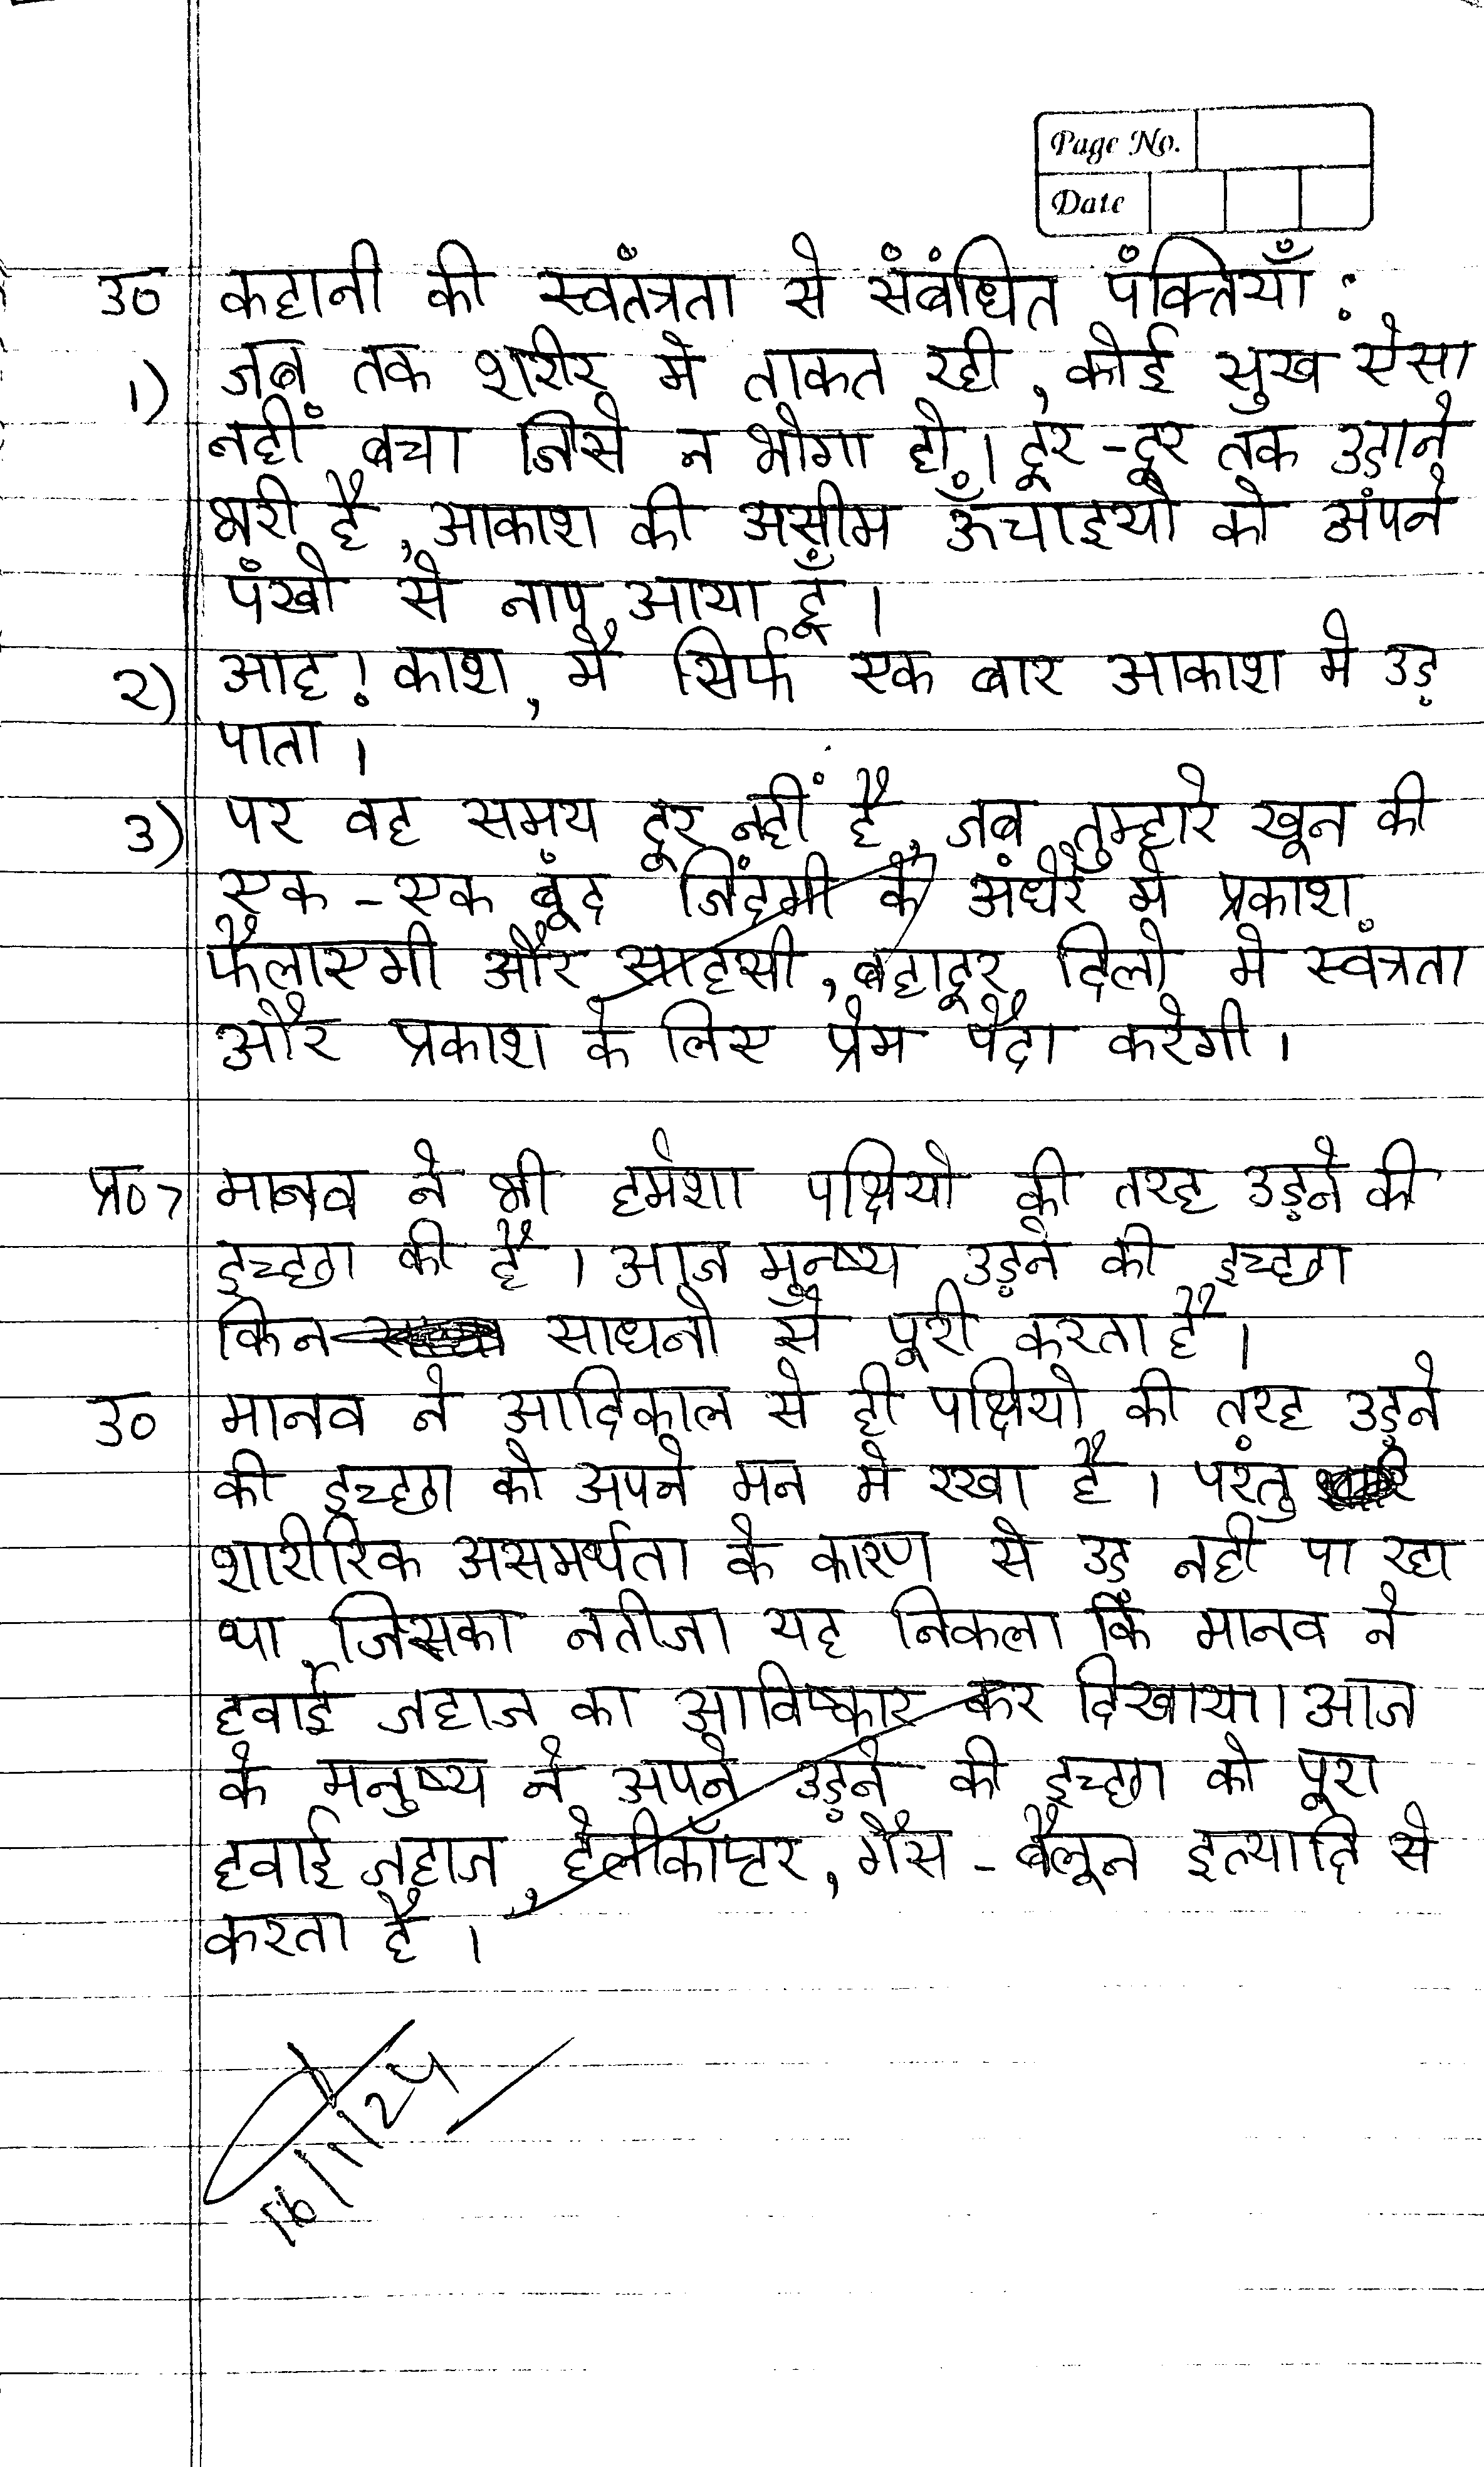 Page No.
Date
उ० कहानी की स्वतंत्रता से संबंधित पंक्तियाँ :
1) जब तक शरीर मे ताकत रही, कोई सुख ऐसा
नहीं बचा जिसे न भोगा हो। दूर-दूर तक उड़ाने
भरी है, आकाश की असीम ऊँचाइयों को अपने
पंखो से नाप आया हूँ।
2) आह! काश, मै सिर्फ एक बार आकाश मे उड़
पाता।
3) पर वह समय दूर नहीं है, जब तुम्हारे खून की
एक-एक बूंद जिंदगी के अंधेरे मे प्रकाश
फैलाएगी और साहसी, बहादूर दिलो मे स्वंत्रता
और प्रकाश के लिए प्रेम पैदा करेगी।
प्र०7 मानव ने भी हमेशा पक्षियो की तरह उड़ने की
इच्छा की है। आज मुनष्य उड़ने की इच्छा
किन साधनो से पूरी करता है।
उ० मानव ने आदिकाल से ही पक्षियो की तरह उड़ने
की इच्छा को अपने मन मे रखा है। परंतु
शारीरिक असमर्थता के कारण से उड़ नही पा रहा
था जिसका नतीजा यह निकला कि मानव ने
हवाई जहाज का आविष्कार कर दिखाया। आज
के मनुष्य ने अपने उड़ने की इच्छा को पूरा
हवाई जहाज, हेलीकॉप्टर, गैस-बैलून इत्यादि से
करता है।
16/11/24